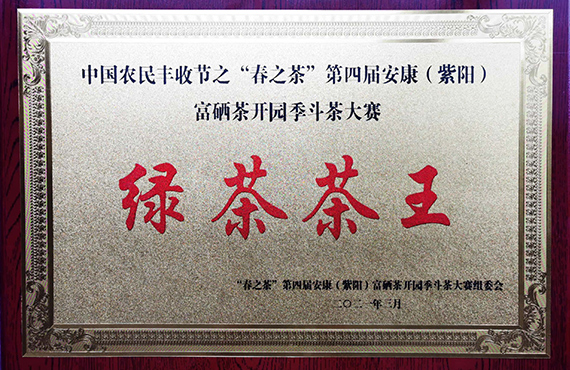 中国农民丰收节之“春之茶”第四届安康（紫阳）
富硒茶开园季斗茶大赛
绿茶茶王
“春之茶”第四届安康（紫阳）富硒茶开园季斗茶大赛组委会
二〇二一年三月